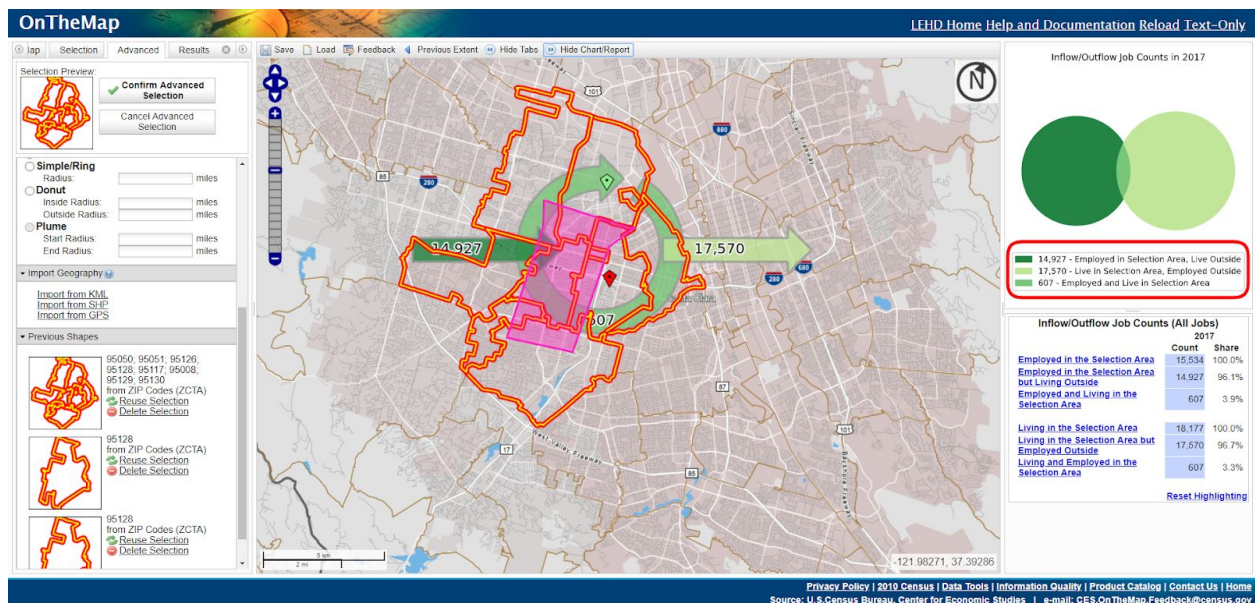 OnTheMap
LEHD Home Help and Documentation Reload Text-Only
lap Selection Advanced Results
Save Load Feedback Previous Extent Hide Tabs Hide Chart/Report
Selection Preview:
Confirm Advanced
Selection
Cancel Advanced
Selection
Simple/Ring
Radius: miles
Donut
Inside Radius: miles
Outside Radius: miles
Plume
Start Radius: miles
End Radius: miles
Import Geography
Import from KML
Import from SHP
Import from GPS
Previous Shapes
95050; 95051; 95126;
95128; 95117; 95008;
95129; 95130
from ZIP Codes (ZCTA)
Reuse Selection
Delete Selection
95128
from ZIP Codes (ZCTA)
Reuse Selection
Delete Selection
95128
from ZIP Codes (ZCTA)
Reuse Selection
Delete Selection
N
101
880
Sinclair Freeway
85
280
14,927
17,570
280
680
607
87
17
West Valley Freeway
85
101
Bayshore Freeway
5 km
2 mi
-121.98271, 37.39286
Inflow/Outflow Job Counts in 2017
14,927 - Employed in Selection Area, Live Outside
17,570 - Live in Selection Area, Employed Outside
607 - Employed and Live in Selection Area
Inflow/Outflow Job Counts (All Jobs)
2017
Count Share
Employed in the Selection Area 15,534 100.0%
Employed in the Selection Area
but Living Outside 14,927 96.1%
Employed and Living in the
Selection Area 607 3.9%
Living in the Selection Area 18,177 100.0%
Living in the Selection Area but
Employed Outside 17,570 96.7%
Living and Employed in the
Selection Area 607 3.3%
Reset Highlighting
Privacy Policy | 2010 Census | Data Tools | Information Quality | Product Catalog | Contact Us | Home
Source: U.S.Census Bureau, Center for Economic Studies | e-mail: CES.OnTheMap.Feedback@census.gov